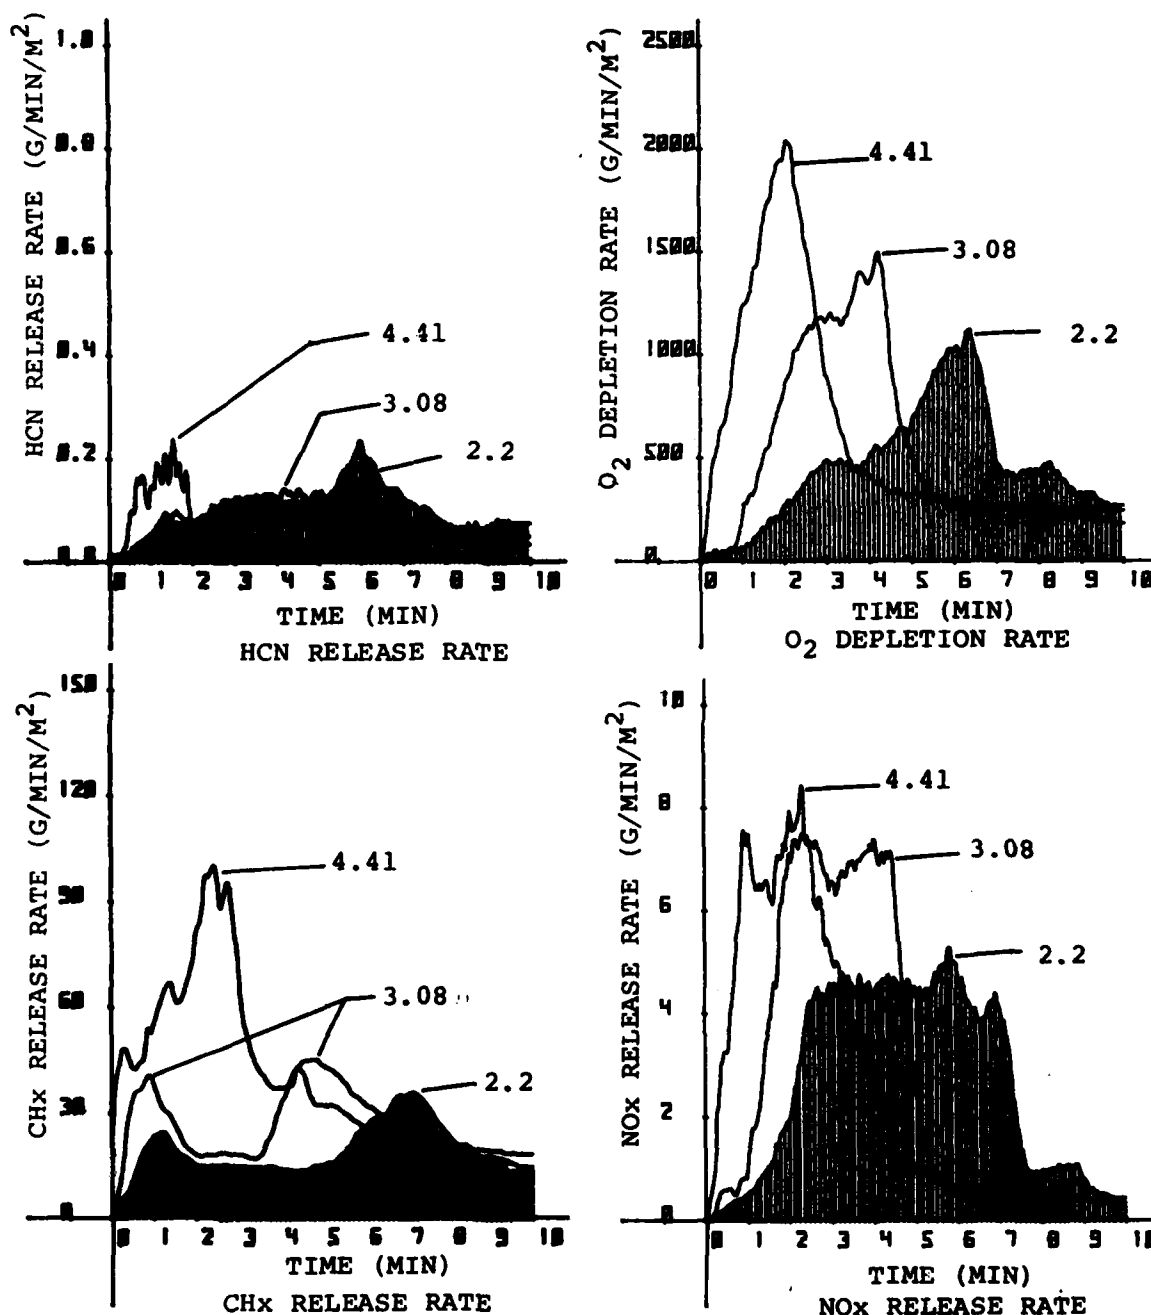 HCN RELEASE RATE (G/MIN/M²)
1.0
0.8
0.6
0.4
0.2
0.0
4.41
3.08
2.2
0 1 2 3 4 5 6 7 8 9 10
TIME (MIN)
HCN RELEASE RATE
O₂ DEPLETION RATE (G/MIN/M²)
2500
2000
1500
1000
500
0
4.41
3.08
2.2
0 1 2 3 4 5 6 7 8 9 10
TIME (MIN)
O₂ DEPLETION RATE
CHx RELEASE RATE (G/MIN/M²)
150
120
90
60
30
0
4.41
3.08
2.2
0 1 2 3 4 5 6 7 8 9 10
TIME (MIN)
CHx RELEASE RATE
NOx RELEASE RATE (G/MIN/M²)
10
8
6
4
2
0
4.41
3.08
2.2
0 1 2 3 4 5 6 7 8 9 10
TIME (MIN)
NOx RELEASE RATE